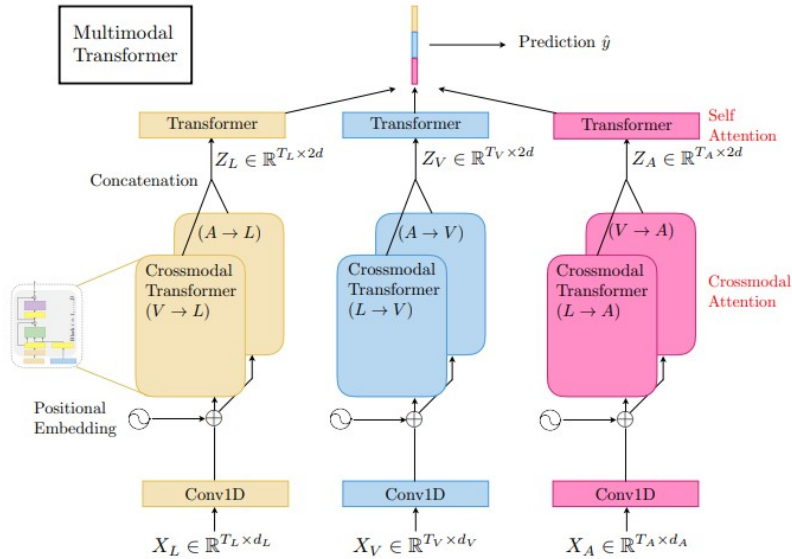 Multimodal
Transformer
Prediction ŷ
Transformer
Transformer
Transformer
Self
Attention
Z_L ∈ ℝ^{T_L×2d}
Z_V ∈ ℝ^{T_V×2d}
Z_A ∈ ℝ^{T_A×2d}
Concatenation
(A → L)
(A → V)
(V → A)
Crossmodal
Transformer
(V → L)
Crossmodal
Transformer
(L → V)
Crossmodal
Transformer
(L → A)
Crossmodal
Attention
Positional
Embedding
Conv1D
Conv1D
Conv1D
X_L ∈ ℝ^{T_L×d_L}
X_V ∈ ℝ^{T_V×d_V}
X_A ∈ ℝ^{T_A×d_A}